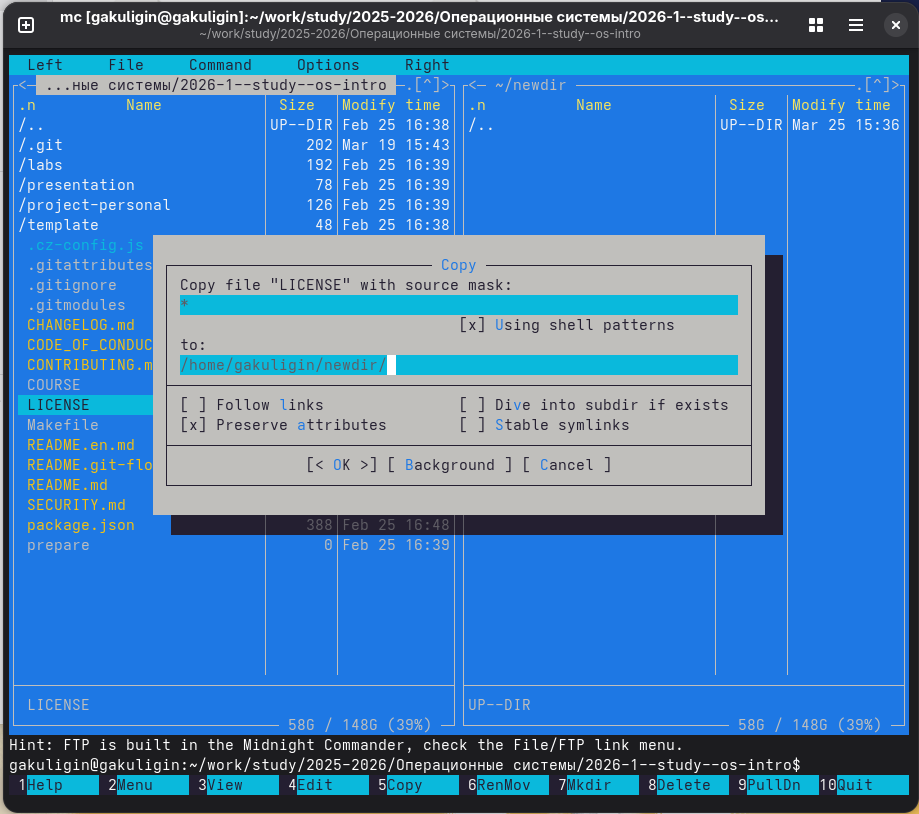 mc [gakuligin@gakuligin]:~/work/study/2025-2026/Операционные системы/2026-1--study--os...
~/work/study/2025-2026/Операционные системы/2026-1--study--os-intro
Left File Command Options Right
<— ...ные системы/2026-1--study--os-intro —.[^]>
.n Name Size Modify time
/.. UP--DIR Feb 25 16:38
/.git 202 Mar 19 15:43
/labs 192 Feb 25 16:39
/presentation 78 Feb 25 16:39
/project-personal 126 Feb 25 16:39
/template 48 Feb 25 16:38
.cz-config.js
.gitattributes
.gitignore
.gitmodules
CHANGELOG.md
CODE_OF_CONDUC
CONTRIBUTING.m
COURSE
LICENSE
Makefile
README.en.md
README.git-flo
README.md
SECURITY.md
package.json 388 Feb 25 16:48
prepare 0 Feb 25 16:39
LICENSE
58G / 148G (39%)
<— ~/newdir —.[^]>
.n Name Size Modify time
/.. UP--DIR Mar 25 15:36
UP--DIR
58G / 148G (39%)
Copy
Copy file "LICENSE" with source mask:
*
[x] Using shell patterns
to:
/home/gakuligin/newdir/
[ ] Follow links [ ] Dive into subdir if exists
[x] Preserve attributes [ ] Stable symlinks
[< OK >] [ Background ] [ Cancel ]
Hint: FTP is built in the Midnight Commander, check the File/FTP link menu.
gakuligin@gakuligin:~/work/study/2025-2026/Операционные системы/2026-1--study--os-intro$
1Help 2Menu 3View 4Edit 5Copy 6RenMov 7Mkdir 8Delete 9PullDn 10Quit